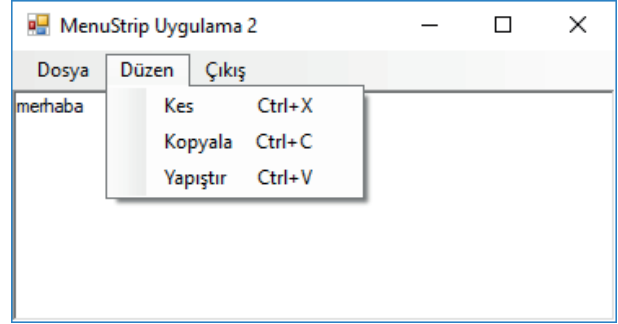 MenuStrip Uygulama 2
Dosya Düzen Çıkış
merhaba
Kes Ctrl+X
Kopyala Ctrl+C
Yapıştır Ctrl+V